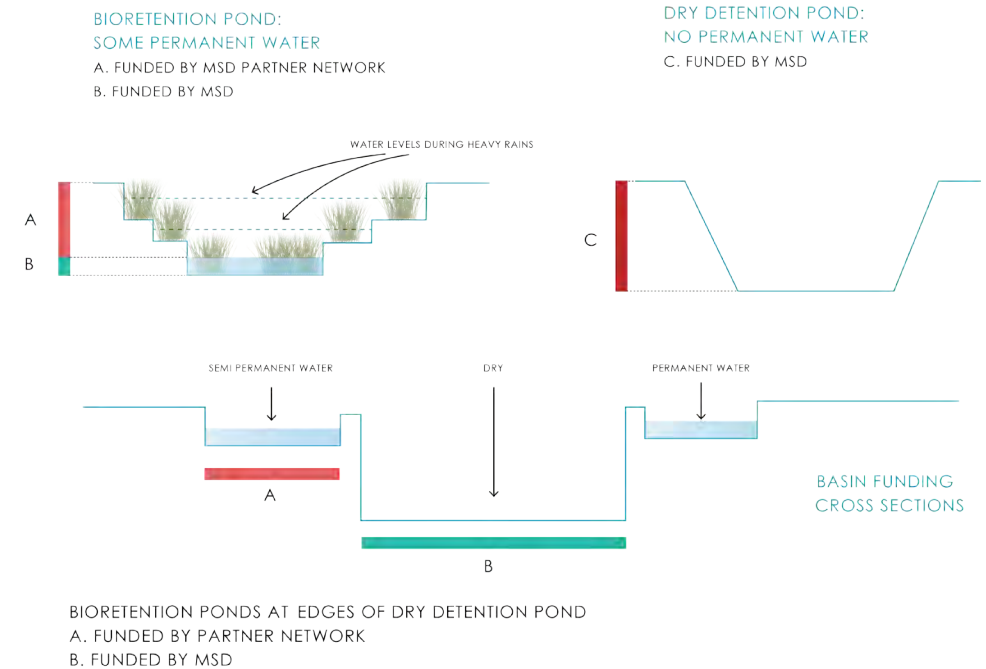 BIORETENTION POND:
SOME PERMANENT WATER
A. FUNDED BY MSD PARTNER NETWORK
B. FUNDED BY MSD
DRY DETENTION POND:
NO PERMANENT WATER
C. FUNDED BY MSD
WATER LEVELS DURING HEAVY RAINS
A
B
C
SEMI PERMANENT WATER
DRY
PERMANENT WATER
A
B
BASIN FUNDING
CROSS SECTIONS
BIORETENTION PONDS AT EDGES OF DRY DETENTION POND
A. FUNDED BY PARTNER NETWORK
B. FUNDED BY MSD